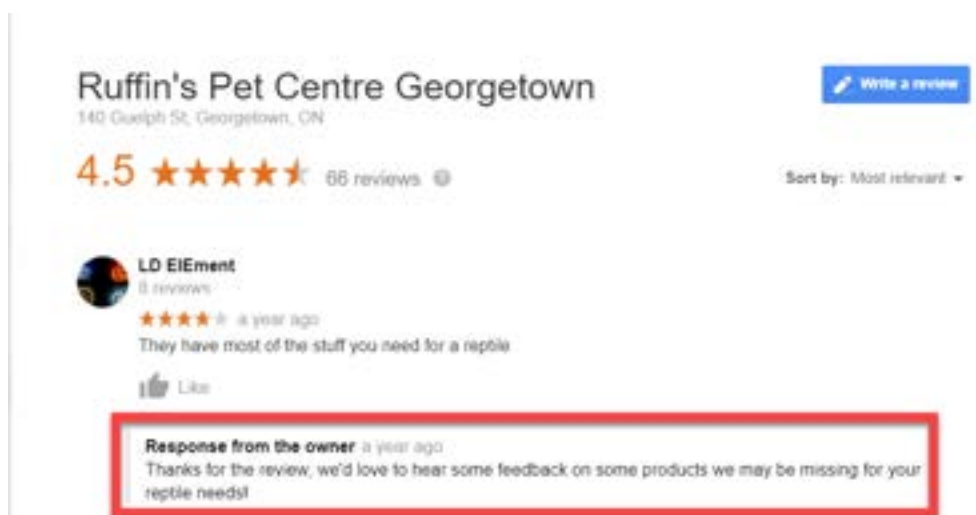 Ruffin's Pet Centre Georgetown
Write a review
140 Guelph St, Georgetown, ON
4.5
66 reviews
Sort by: Most relevant
LD ElEment
8 reviews
a year ago
They have most of the stuff you need for a reptile
Like
Response from the owner a year ago
Thanks for the review, we'd love to hear some feedback on some products we may be missing for your
reptile needs!